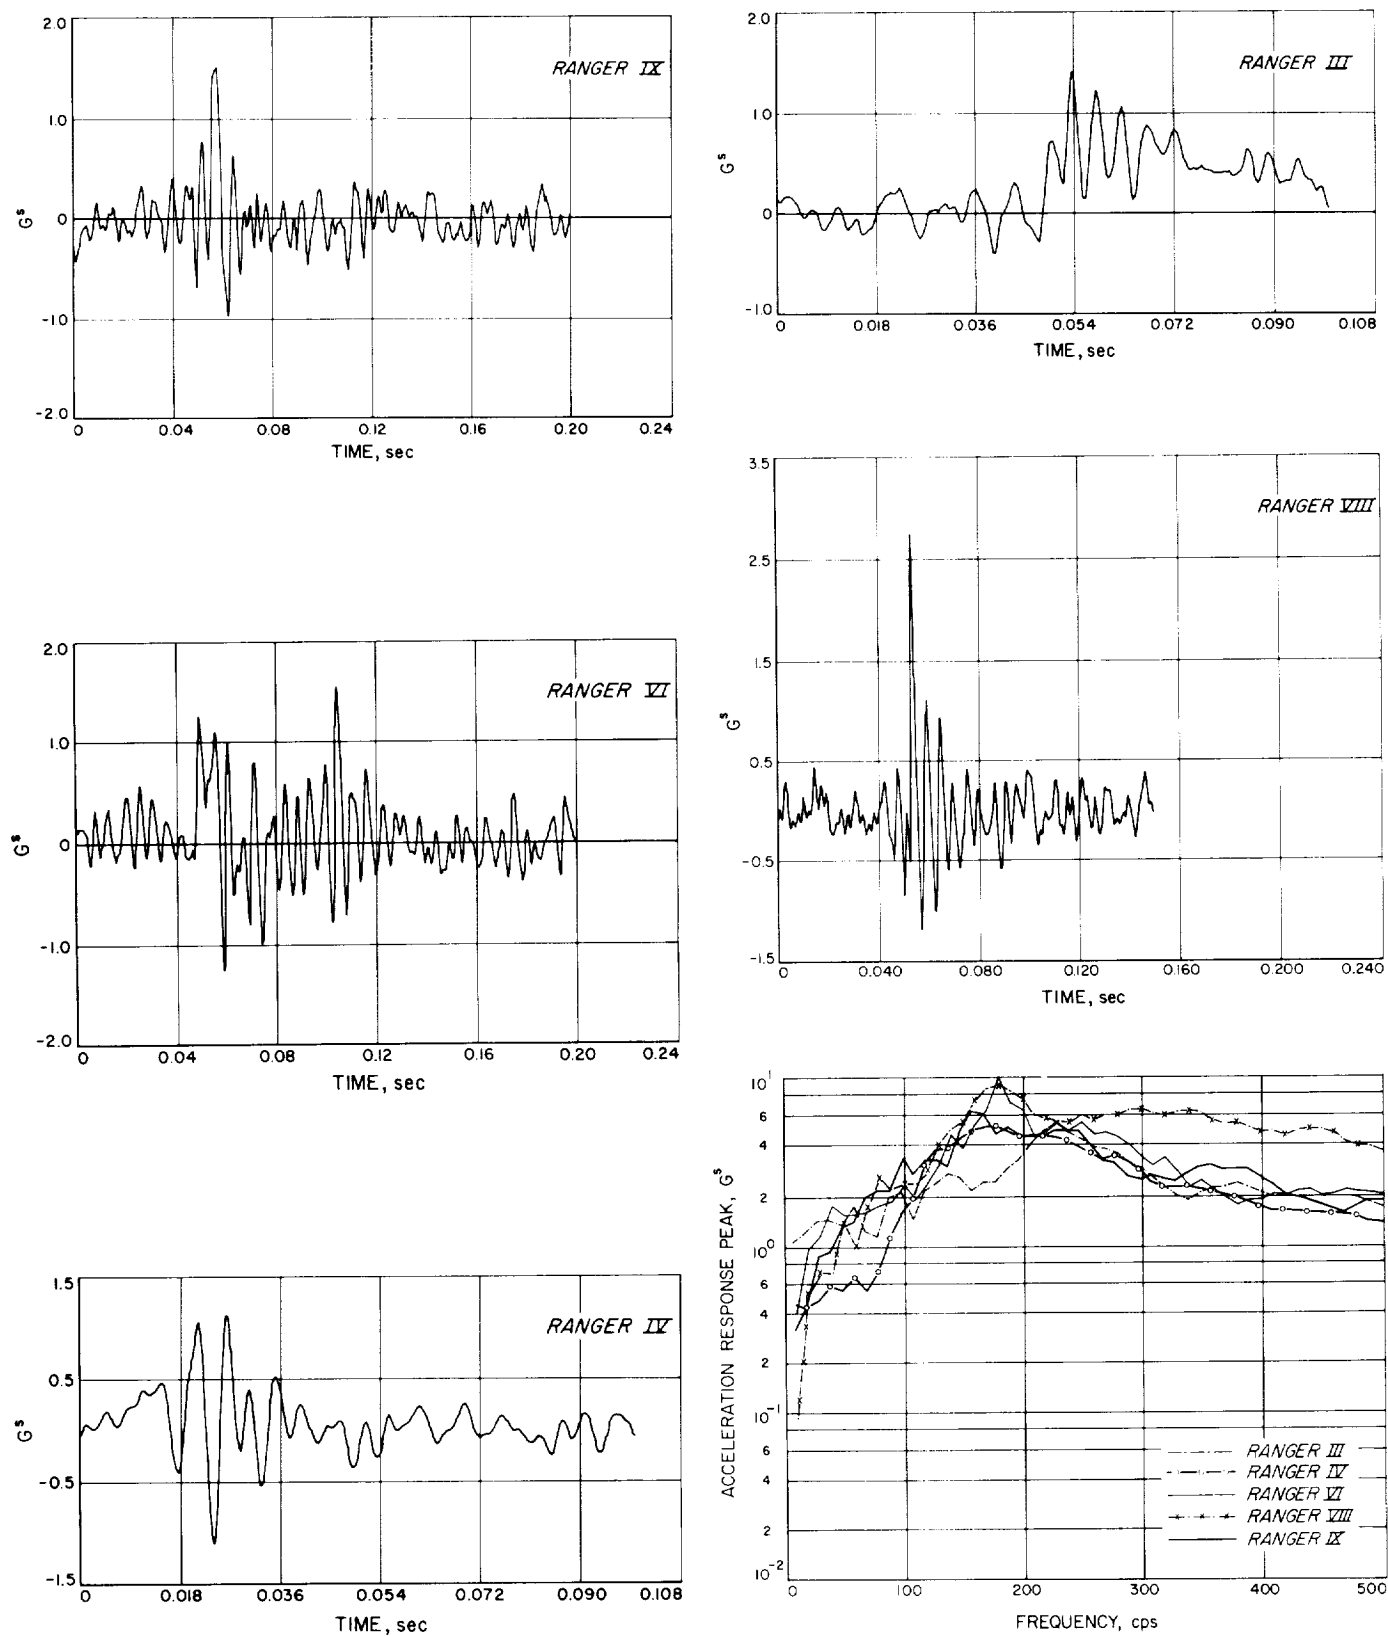 2.0
1.0
0
-1.0
-2.0
G's
RANGER IX
0 0.04 0.08 0.12 0.16 0.20 0.24
TIME, sec
2.0
1.0
0
-1.0
G's
RANGER III
0 0.018 0.036 0.054 0.072 0.090 0.108
TIME, sec
2.0
1.0
0
-1.0
-2.0
G's
RANGER VI
0 0.04 0.08 0.12 0.16 0.20 0.24
TIME, sec
3.5
2.5
1.5
0.5
-0.5
-1.5
G's
RANGER VIII
0 0.040 0.080 0.120 0.160 0.200 0.240
TIME, sec
1.5
0.5
-0.5
-1.5
G's
RANGER IV
0 0.018 0.036 0.054 0.072 0.090 0.108
TIME, sec
10¹
6
4
2
10⁰
6
4
2
10⁻¹
6
4
2
10⁻²
ACCELERATION RESPONSE PEAK, G's
RANGER III
RANGER IV
RANGER VI
RANGER VIII
RANGER IX
0 100 200 300 400 500
FREQUENCY, cps